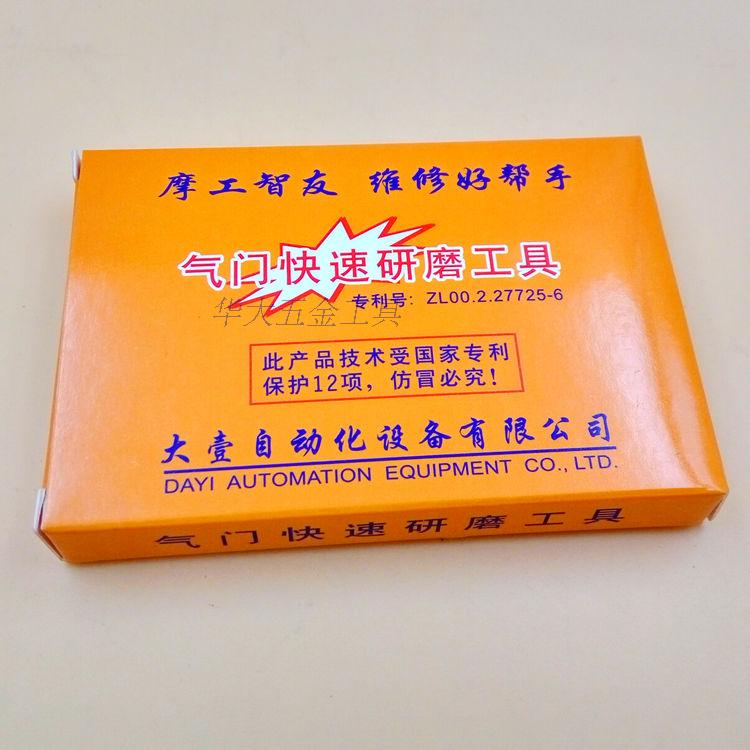 摩工智友 维修好帮手
气门快速研磨工具
专利号：ZL00.2.27725-6
华大五金工具
此产品技术受国家专利
保护12项，仿冒必究！
大壹自动化设备有限公司
DAYI AUTOMATION EQUIPMENT CO.,LTD.
气门快速研磨工具